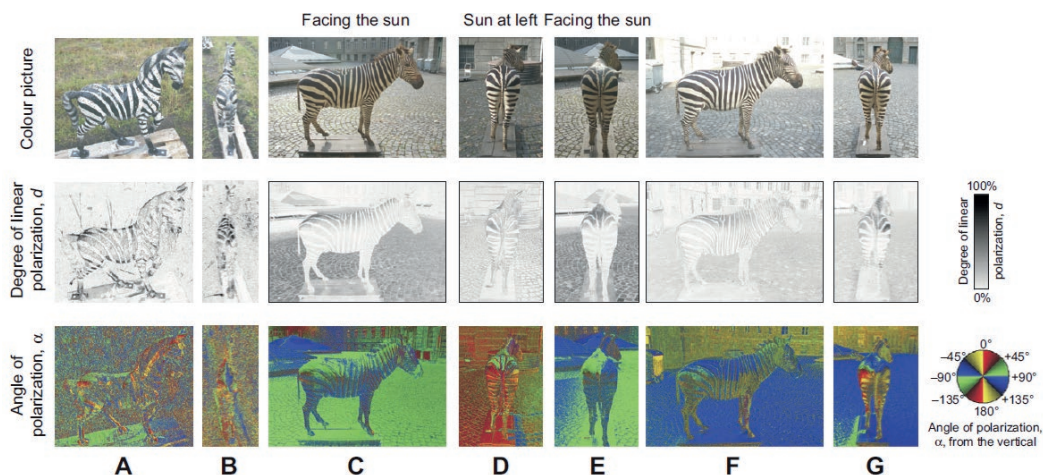 Facing the sun
Sun at left Facing the sun
Colour picture
Degree of linear
polarization, d
100%
Degree of linear
polarization, d
0%
Angle of
polarization, α
0°
–45° +45°
–90° +90°
–135° +135°
180°
Angle of polarization,
α, from the vertical
A B C D E F G